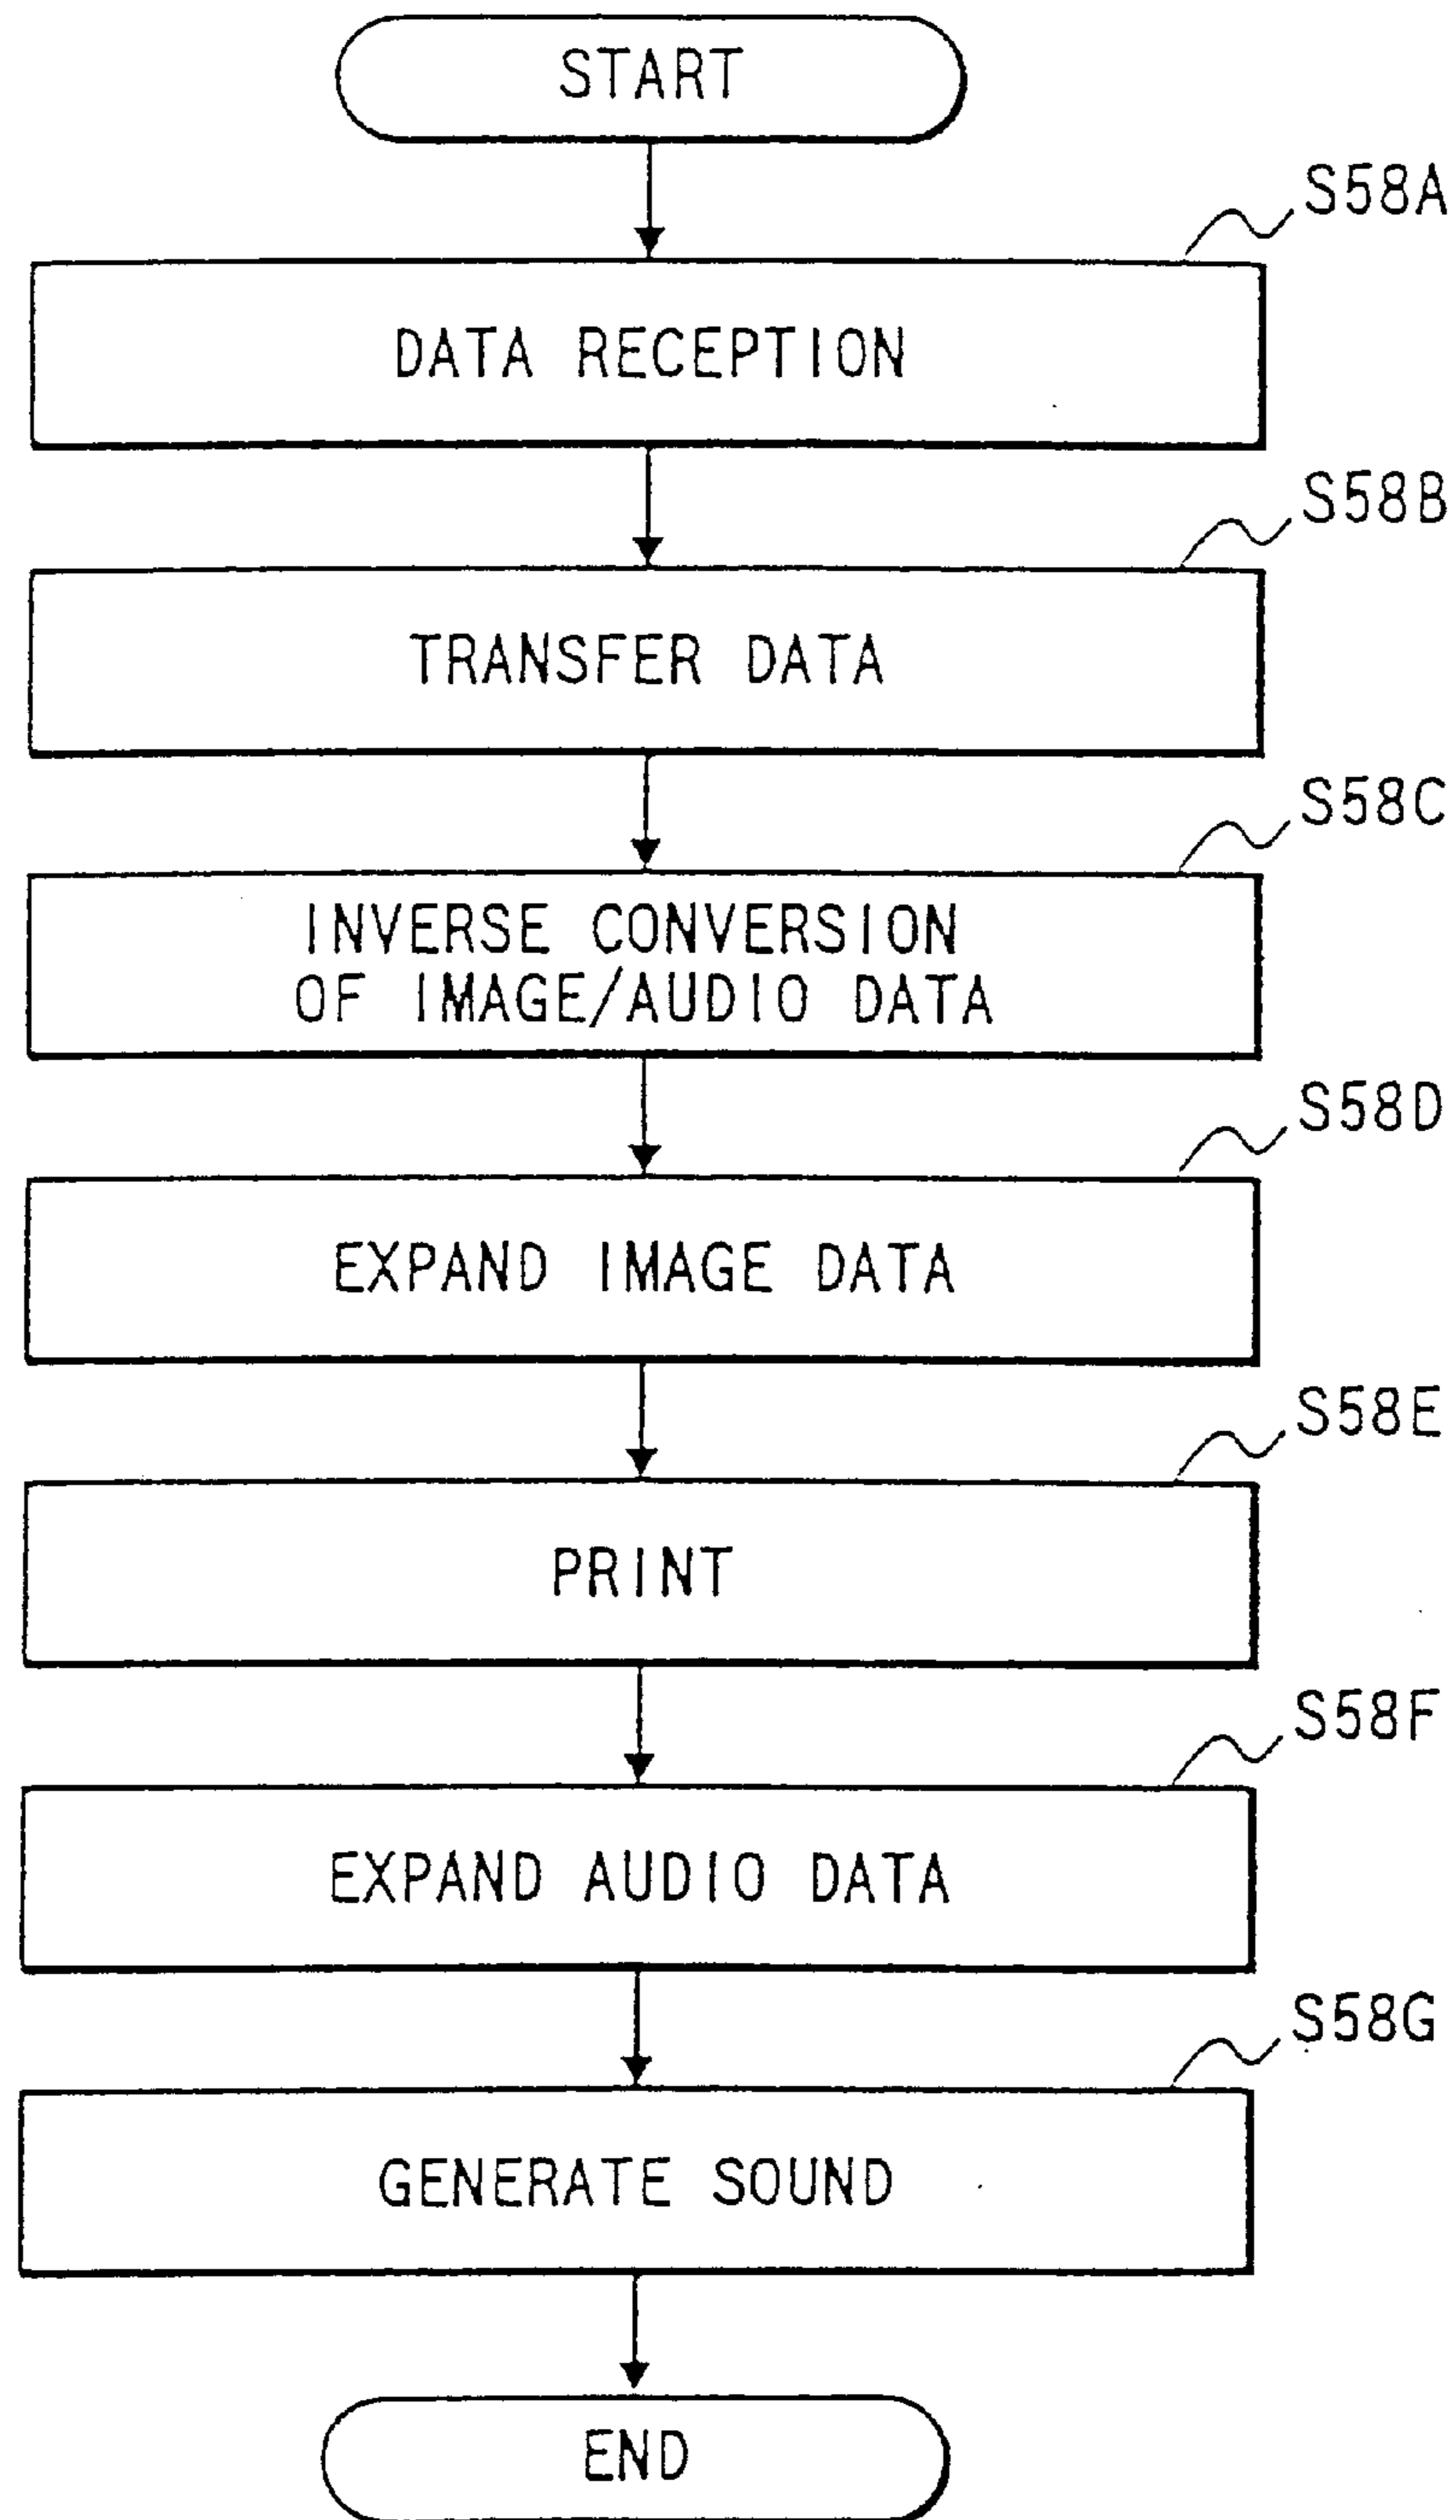 START
S58A
DATA RECEPTION
S58B
TRANSFER DATA
S58C
INVERSE CONVERSION
OF IMAGE/AUDIO DATA
S58D
EXPAND IMAGE DATA
S58E
PRINT
S58F
EXPAND AUDIO DATA
S58G
GENERATE SOUND
END